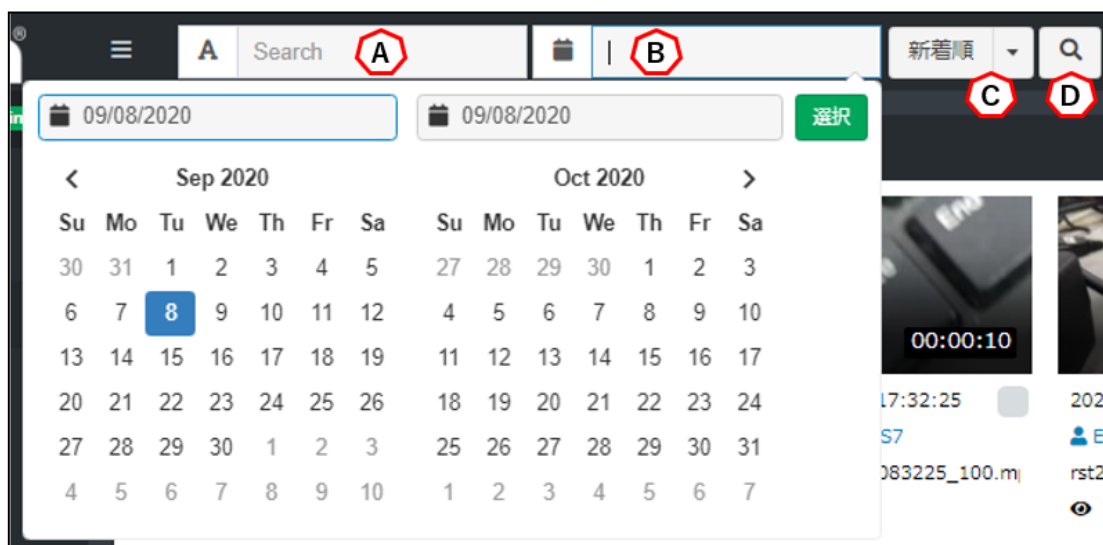 ®
A Search A B 新着順 C D
09/08/2020 09/08/2020 選択
Sep 2020 Oct 2020
Su Mo Tu We Th Fr Sa Su Mo Tu We Th Fr Sa
30 31 1 2 3 4 5 27 28 29 30 1 2 3
6 7 8 9 10 11 12 4 5 6 7 8 9 10
13 14 15 16 17 18 19 11 12 13 14 15 16 17
20 21 22 23 24 25 26 18 19 20 21 22 23 24
27 28 29 30 1 2 3 25 26 27 28 29 30 31
4 5 6 7 8 9 10 1 2 3 4 5 6 7
End
00:00:10
17:32:25 202
S7 E
083225_100.m rst2